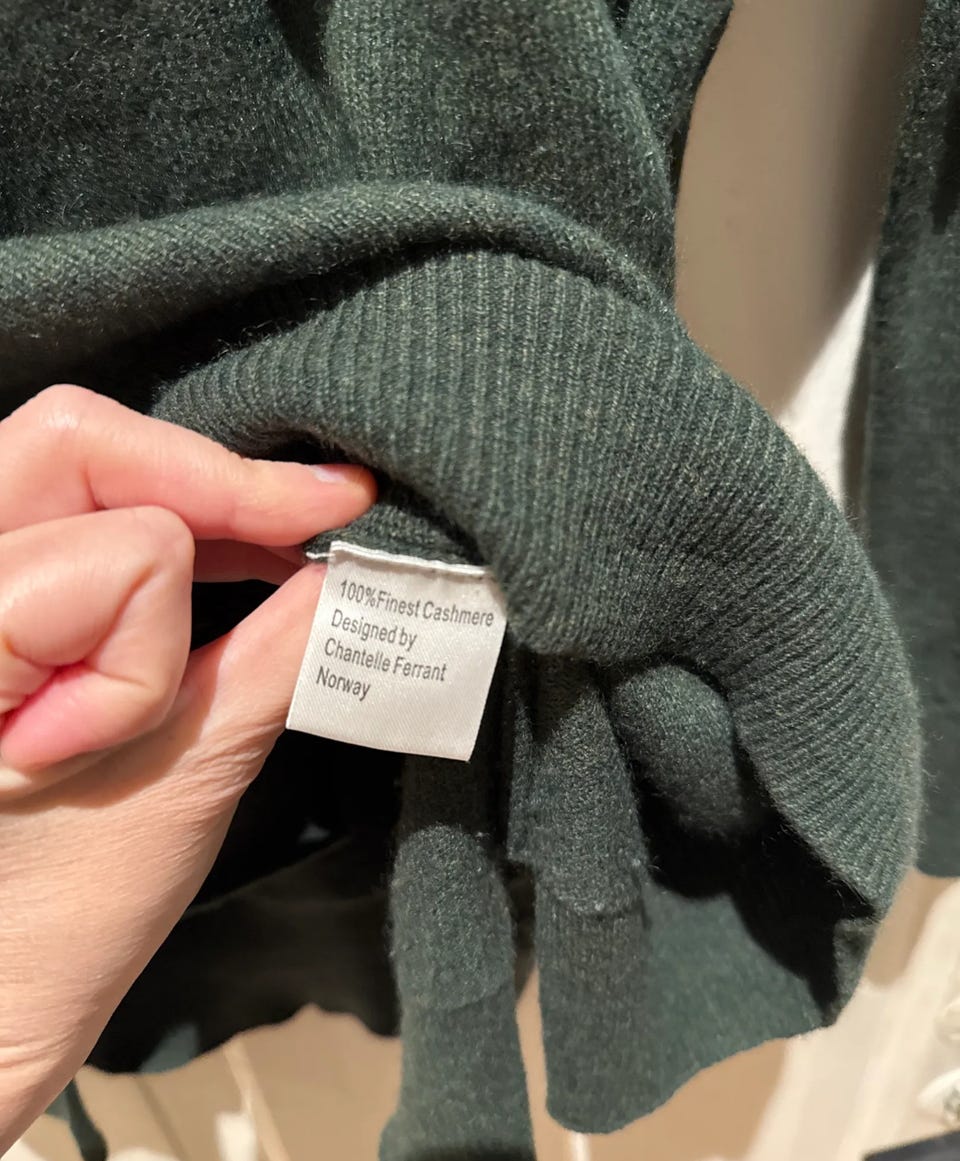 100%Finest Cashmere
Designed by
Chantelle Ferrant
Norway